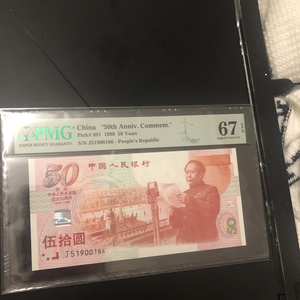 PMG
PAPER MONEY GUARANTY
China "50th Anniv. Commem."
Pick# 891 1999 50 Yuan
S/N J51900186 - People's Republic
67 EPQ
50
中国人民银行
伍拾圆
J51900186